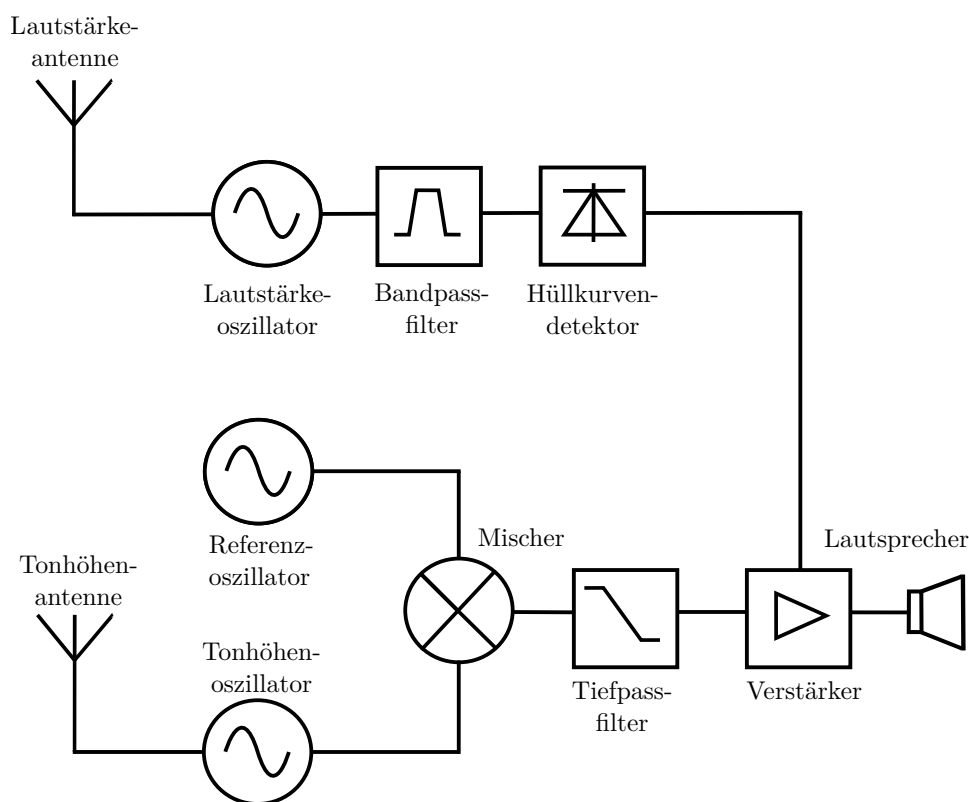 Lautstärke-
antenne
Lautstärke-
oszillator
Bandpass-
filter
Hüllkurven-
detektor
Referenz-
oszillator
Mischer
Lautsprecher
Tonhöhen-
antenne
Tonhöhen-
oszillator
Tiefpass-
filter
Verstärker